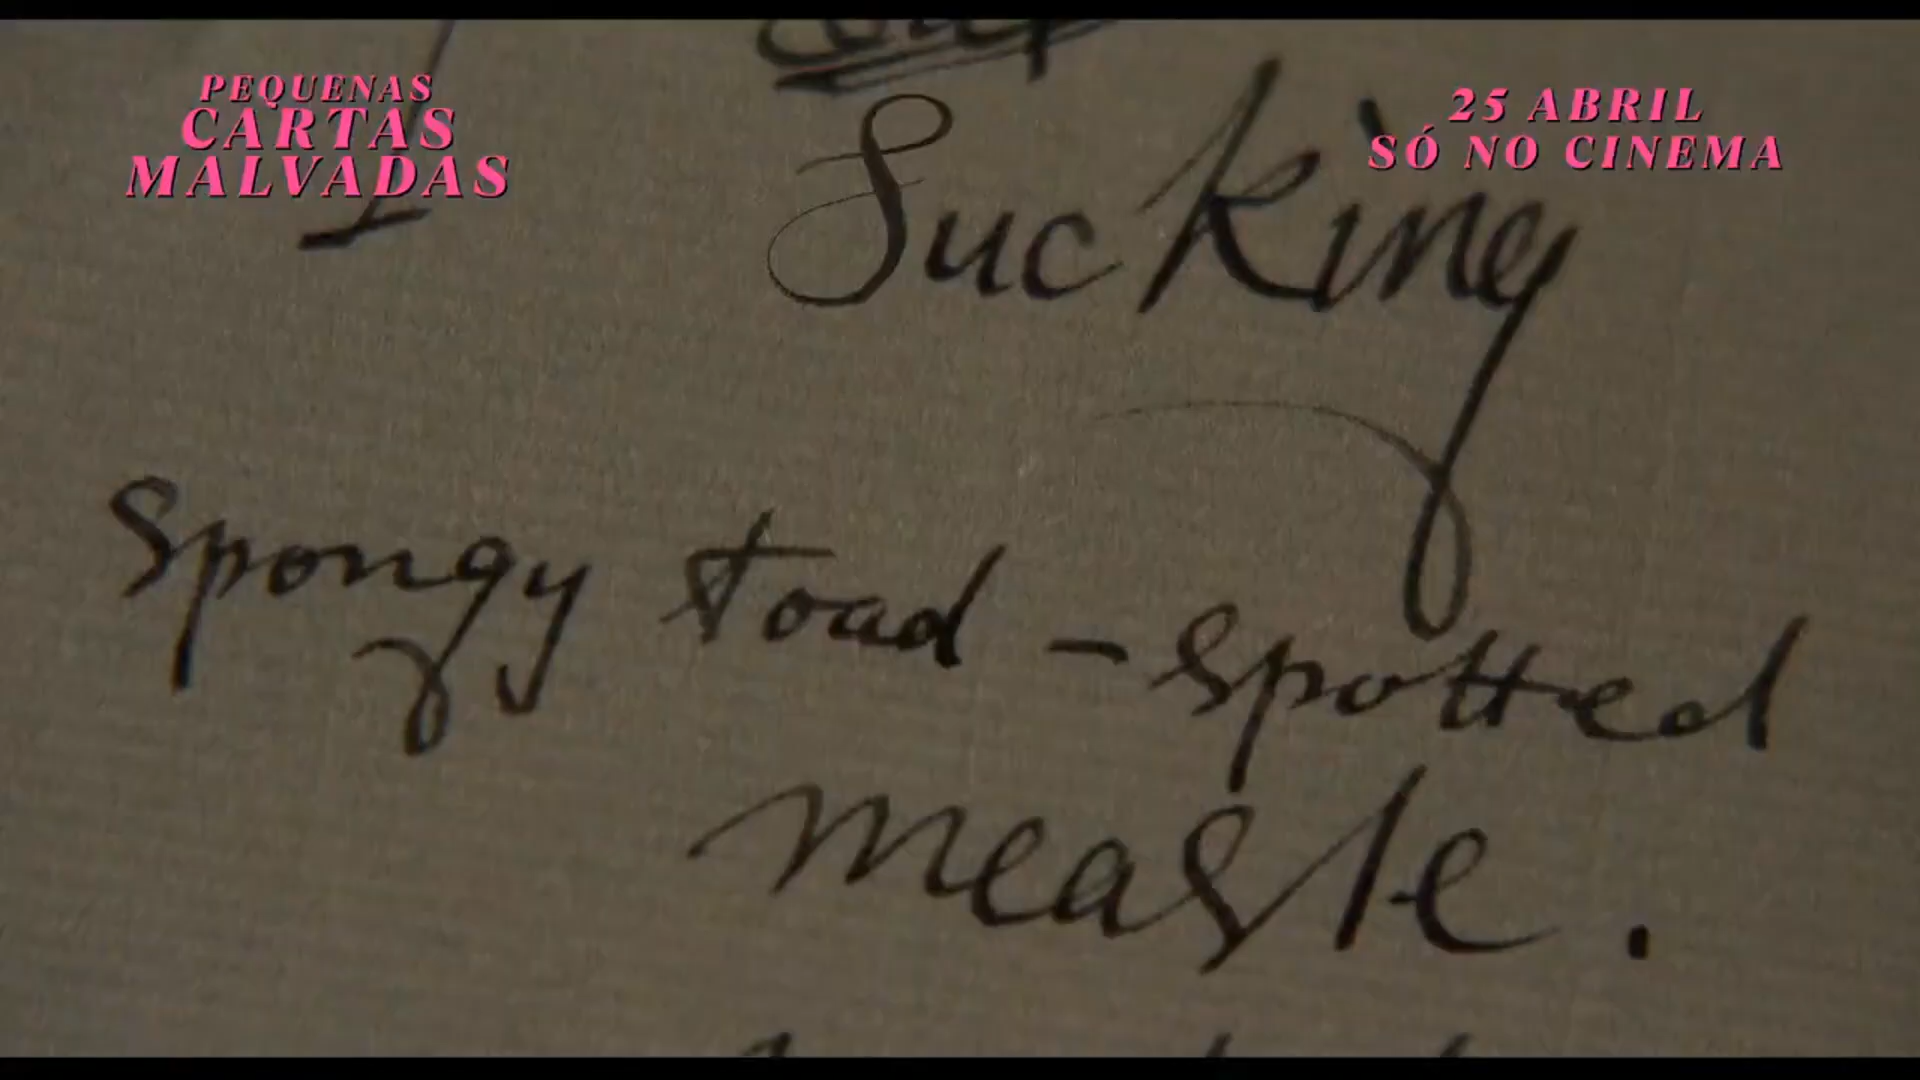 PEQUENAS
CARTAS
MALVADAS
25 ABRIL
SÓ NO CINEMA
Sucking
Spongy toad - spotted
measle.